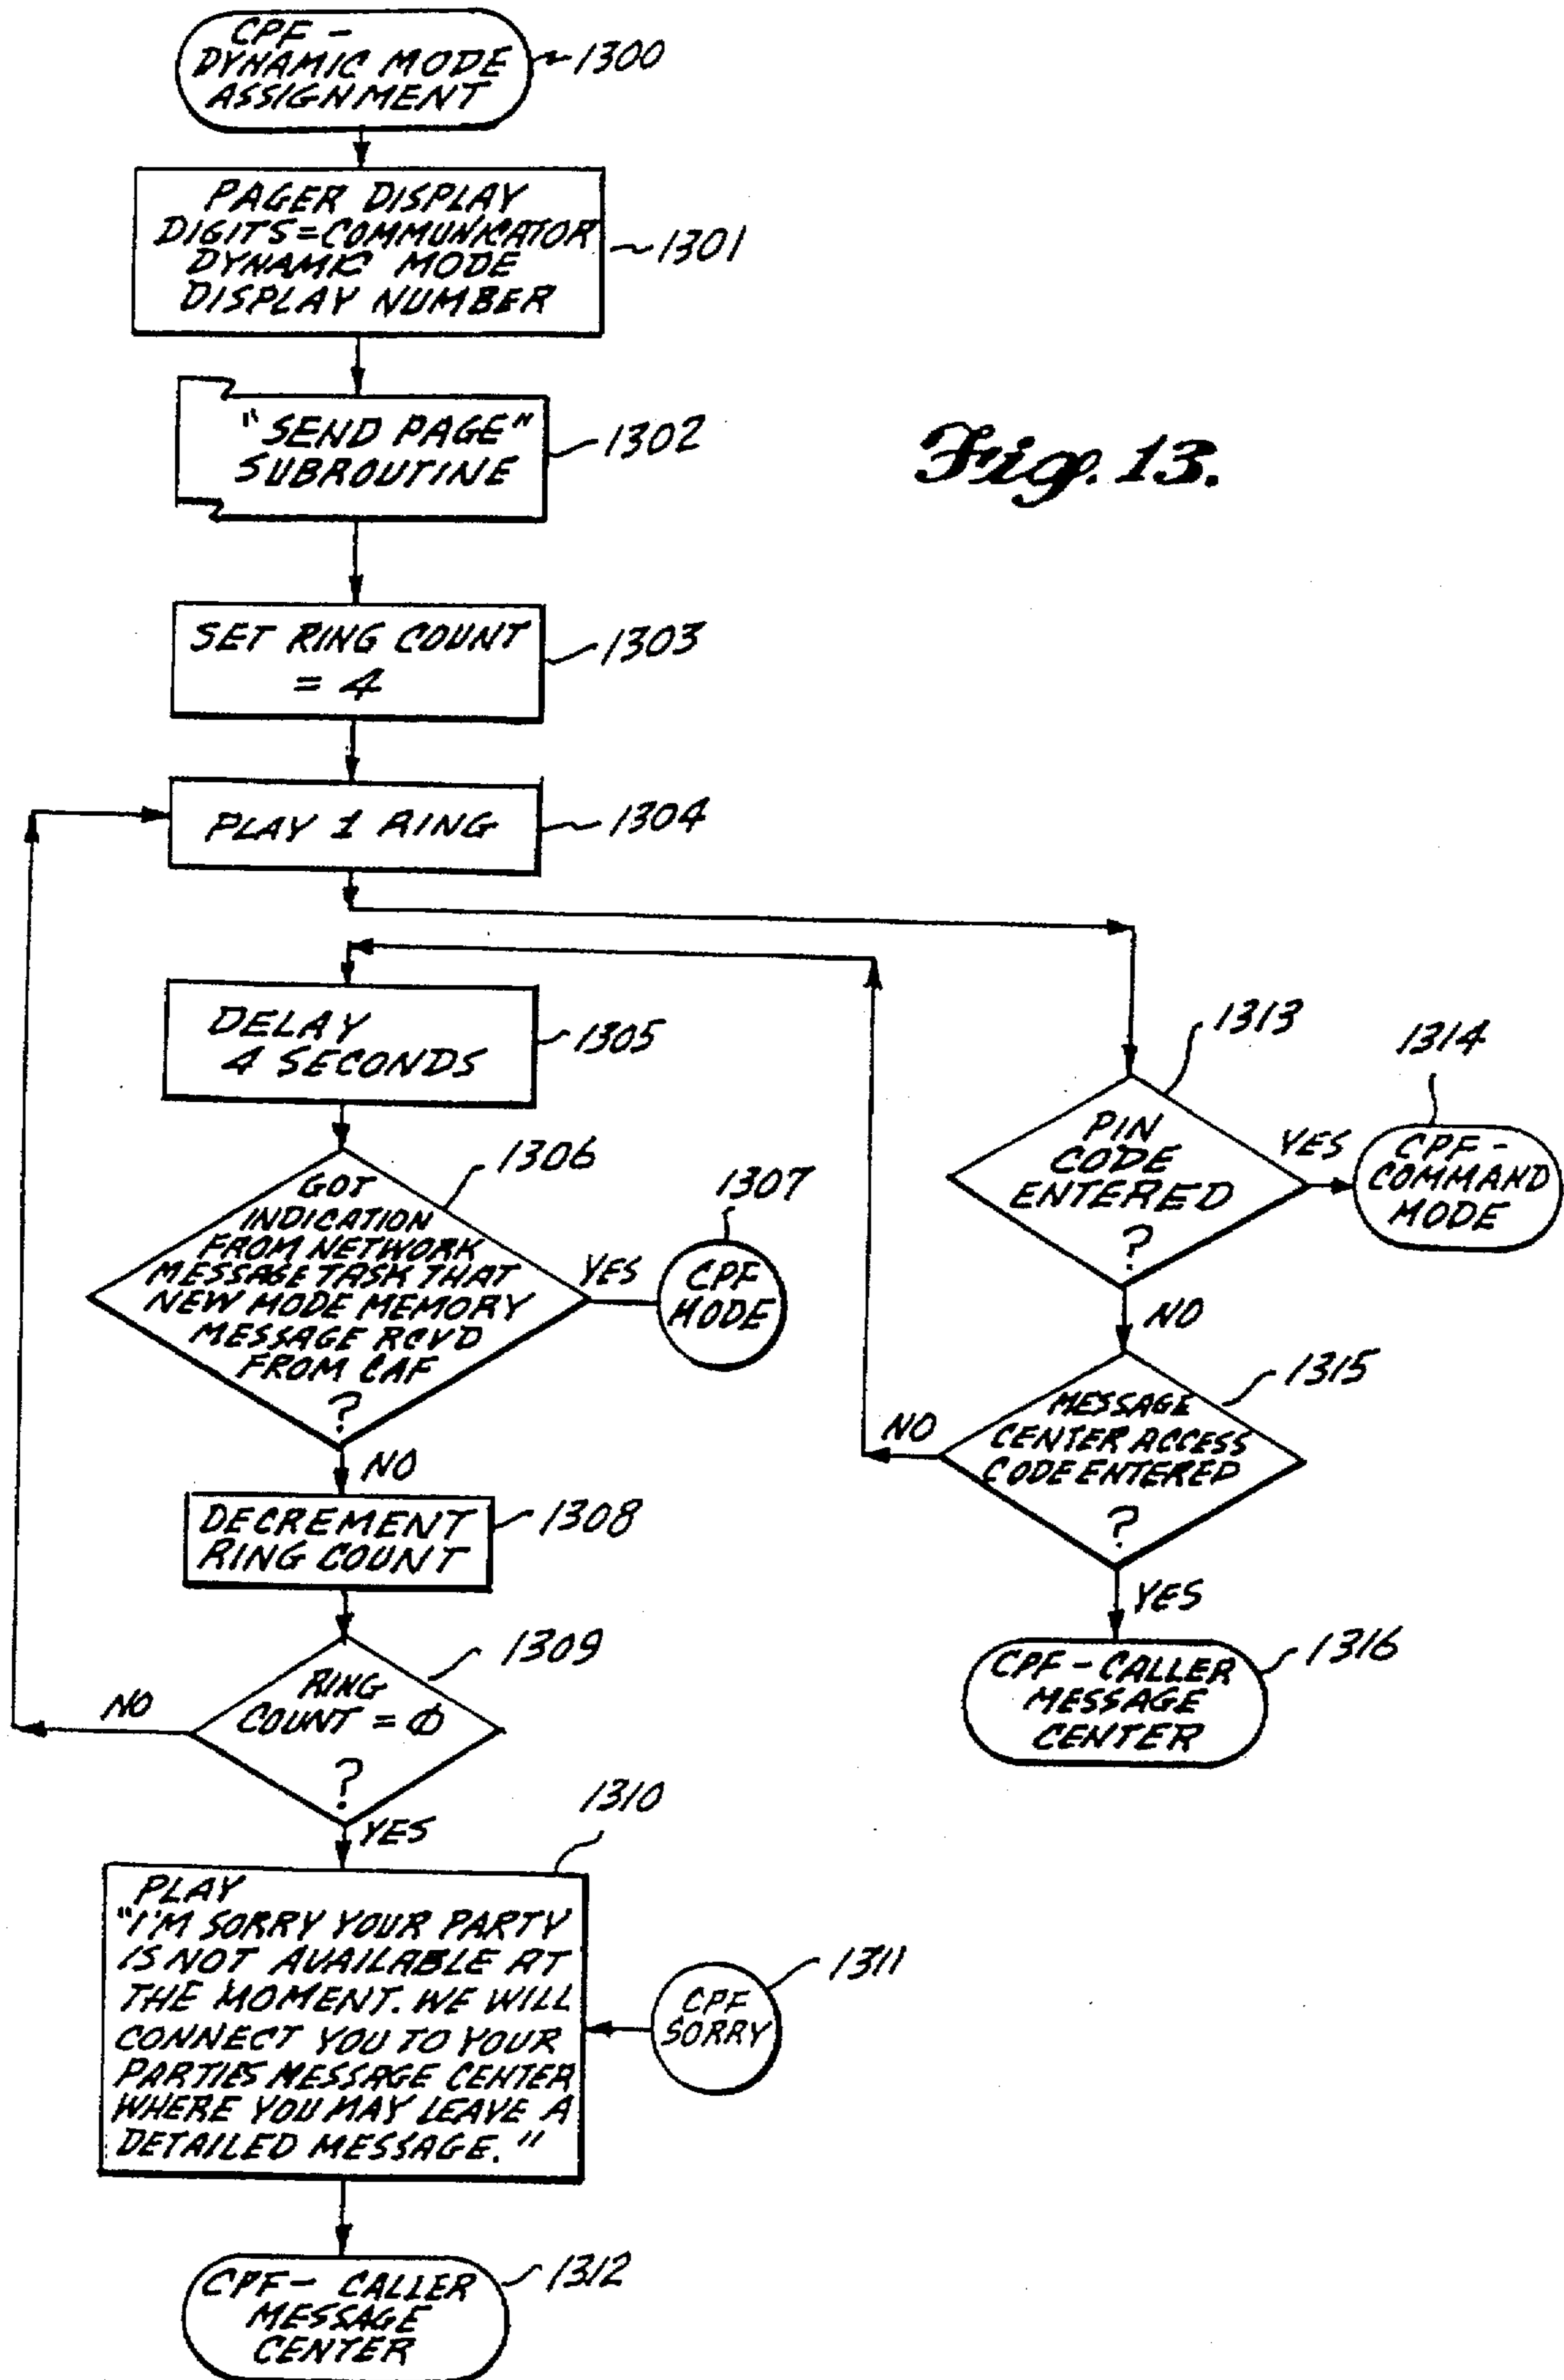 CPF -
DYNAMIC MODE
ASSIGNMENT
1300
PAGER DISPLAY
DIGITS=COMMUNICATOR
DYNAMIC MODE
DISPLAY NUMBER
1301
"SEND PAGE"
SUBROUTINE
1302
Fig. 13.
SET RING COUNT
= 4
1303
PLAY 1 RING
1304
DELAY
4 SECONDS
1305
GOT
INDICATION
FROM NETWORK
MESSAGE TASK THAT
NEW MODE MEMORY
MESSAGE RCVD
FROM CAF
?
1306
YES
CPF
MODE
1307
NO
DECREMENT
RING COUNT
1308
RING
COUNT = Ø
?
1309
NO
YES
PLAY
"I'M SORRY YOUR PARTY
IS NOT AVAILABLE AT
THE MOMENT. WE WILL
CONNECT YOU TO YOUR
PARTIES MESSAGE CENTER
WHERE YOU MAY LEAVE A
DETAILED MESSAGE."
1310
CPF
SORRY
1311
CPF- CALLER
MESSAGE
CENTER
1312
PIN
CODE
ENTERED
?
1313
YES
CPF-
COMMAND
MODE
1314
NO
MESSAGE
CENTER ACCESS
CODE ENTERED
?
1315
NO
YES
CPF-CALLER
MESSAGE
CENTER
1316